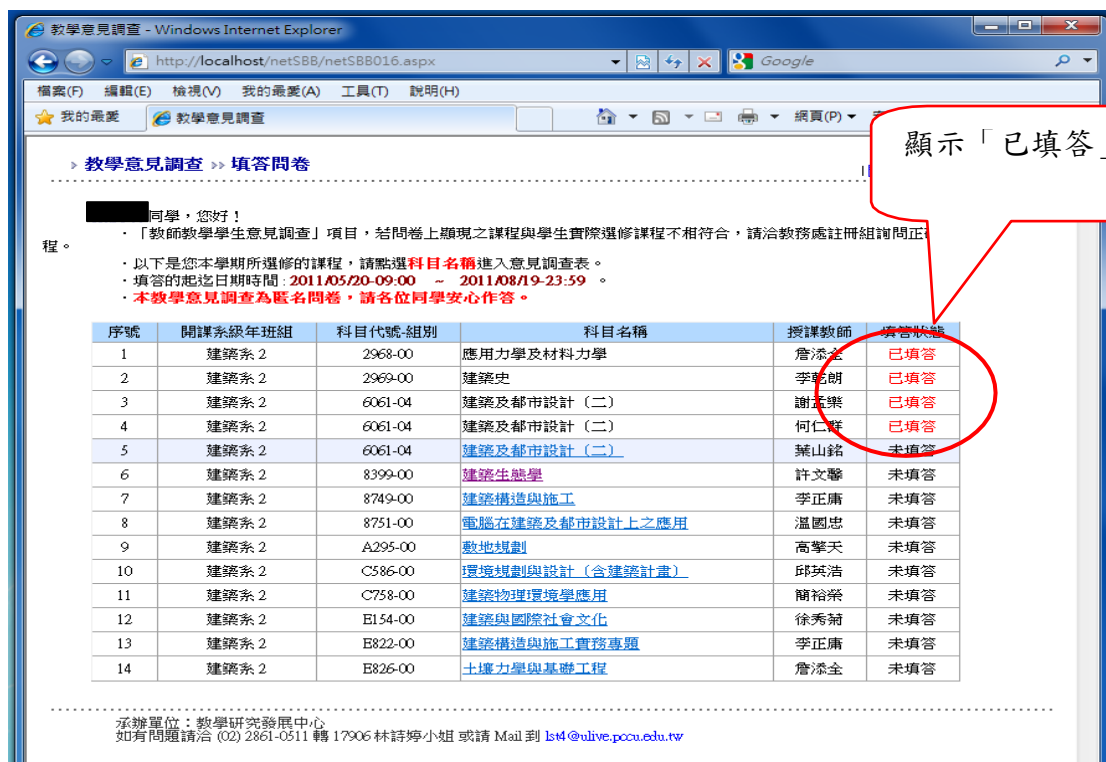 教學意見調查 - Windows Internet Explorer
http://localhost/netSBB/netSBB016.aspx
Google
檔案(F) 編輯(E) 檢視(V) 我的最愛(A) 工具(T) 說明(H)
我的最愛 教學意見調查 網頁(P)
顯示「已填答」
教學意見調查 >> 填答問卷
同學，您好！
．「教師教學學生意見調查」項目，若問卷上顯現之課程與學生實際選修課程不相符合，請洽教務處註冊組詢問正
程。
．以下是您本學期所選修的課程，請點選科目名稱進入意見調查表。
．填答的起迄日期時間 : 2011/05/20-09:00 ~ 2011/08/19-23:59 。
．本教學意見調查為匿名問卷，請各位同學安心作答。
序號 開課系級年班組 科目代號-組別 科目名稱 授課教師 填答狀態
1 建築系 2 2968-00 應用力學及材料力學 詹添全 已填答
2 建築系 2 2969-00 建築史 李乾朗 已填答
3 建築系 2 6061-04 建築及都市設計（二） 謝孟樂 已填答
4 建築系 2 6061-04 建築及都市設計（二） 何仁群 已填答
5 建築系 2 6061-04 建築及都市設計（二） 葉山銘 未填答
6 建築系 2 8399-00 建築生態學 許文馨 未填答
7 建築系 2 8749-00 建築構造與施工 李正庸 未填答
8 建築系 2 8751-00 電腦在建築及都市設計上之應用 溫國忠 未填答
9 建築系 2 A295-00 敷地規劃 高擎天 未填答
10 建築系 2 C586-00 環境規劃與設計（含建築計畫） 邱英浩 未填答
11 建築系 2 C758-00 建築物理環境學應用 簡裕榮 未填答
12 建築系 2 E154-00 建築與國際社會文化 徐秀菊 未填答
13 建築系 2 E822-00 建築構造與施工實務專題 李正庸 未填答
14 建築系 2 E826-00 土壤力學與基礎工程 詹添全 未填答
承辦單位：教學研究發展中心
如有問題請洽 (02) 2861-0511 轉 17906 林詩婷小姐 或請 Mail 到 lst4@ulive.pccu.edu.tw